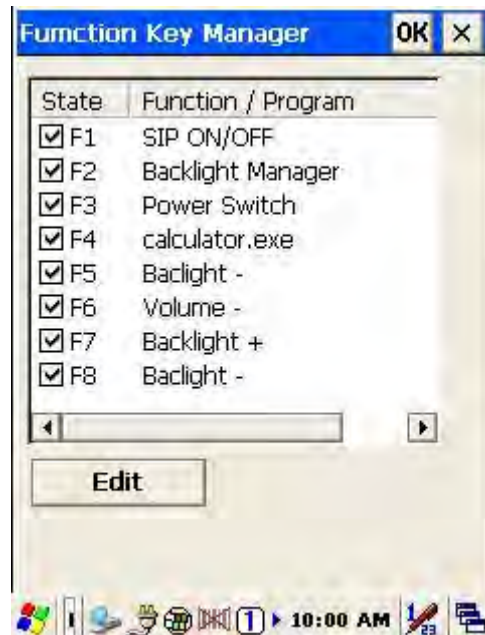 Fumction Key Manager OK ×
State Function / Program
F1 SIP ON/OFF
F2 Backlight Manager
F3 Power Switch
F4 calculator.exe
F5 Baclight -
F6 Volume -
F7 Backlight +
F8 Baclight -
Edit
1 10:00 AM